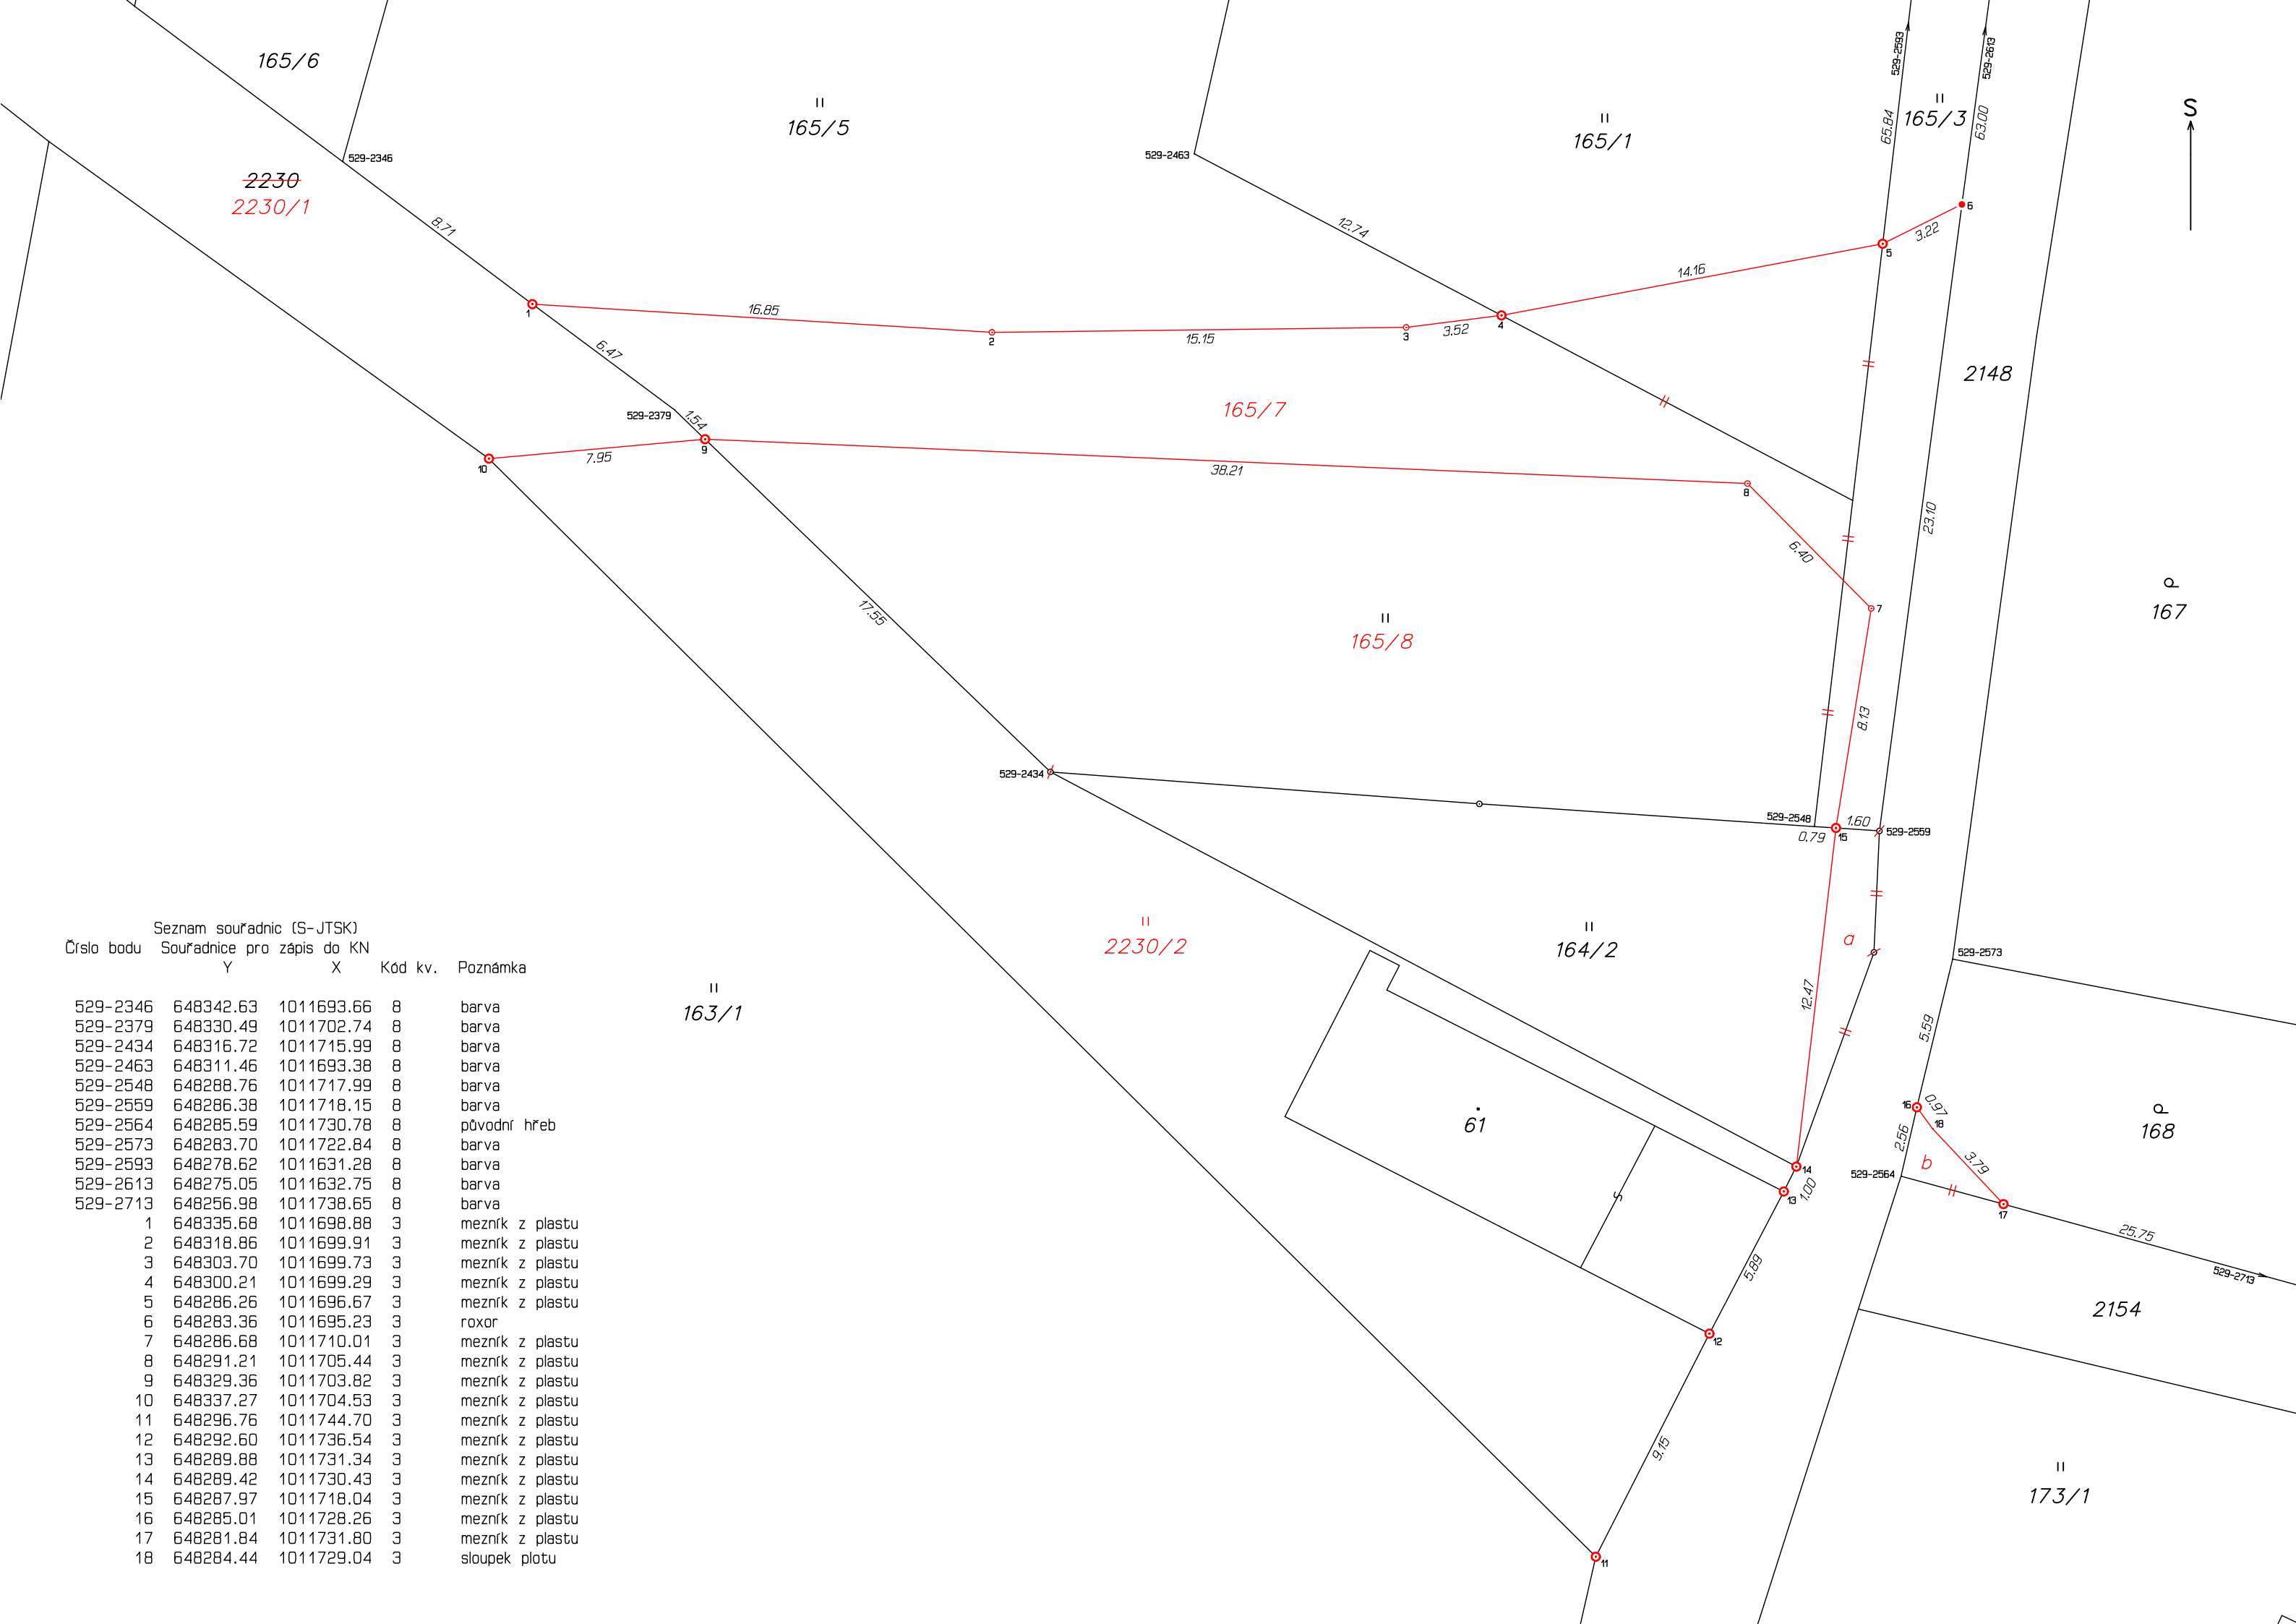 165/6
165/5
165/1
165/3
S
529-2593
529-2613
65.84
63.00
529-2346
529-2463
2230
2230/1
8.71
12.74
6
3.22
5
14.16
1
16.85
2
15.15
3
3.52
4
2148
6.47
529-2379
1.54
165/7
9
10
7.95
38.21
8
23.10
6.40
7
167
17.55
165/8
8.13
529-2434
529-2548
1.60
0.79
15
529-2559
a
2230/2
164/2
529-2573
12.47
163/1
5.59
61
16
0.97
18
2.56
168
b
3.79
529-2564
14
13
1.00
17
25.75
529-2713
5.89
s
2154
12
9.15
173/1
11
Seznam souřadnic (S-JTSK)
Číslo bodu Souřadnice pro zápis do KN
Y X Kód kv. Poznámka
529-2346 648342.63 1011693.66 8 barva
529-2379 648330.49 1011702.74 8 barva
529-2434 648316.72 1011715.99 8 barva
529-2463 648311.46 1011693.38 8 barva
529-2548 648288.76 1011717.99 8 barva
529-2559 648286.38 1011718.15 8 barva
529-2564 648285.59 1011730.78 8 původní hřeb
529-2573 648283.70 1011722.84 8 barva
529-2593 648278.62 1011631.28 8 barva
529-2613 648275.05 1011632.75 8 barva
529-2713 648256.98 1011738.65 8 barva
1 648335.68 1011698.88 3 mezník z plastu
2 648318.86 1011699.91 3 mezník z plastu
3 648303.70 1011699.73 3 mezník z plastu
4 648300.21 1011699.29 3 mezník z plastu
5 648286.26 1011696.67 3 mezník z plastu
6 648283.36 1011695.23 3 roxor
7 648286.68 1011710.01 3 mezník z plastu
8 648291.21 1011705.44 3 mezník z plastu
9 648329.36 1011703.82 3 mezník z plastu
10 648337.27 1011704.53 3 mezník z plastu
11 648296.76 1011744.70 3 mezník z plastu
12 648292.60 1011736.54 3 mezník z plastu
13 648289.88 1011731.34 3 mezník z plastu
14 648289.42 1011730.43 3 mezník z plastu
15 648287.97 1011718.04 3 mezník z plastu
16 648285.01 1011728.26 3 mezník z plastu
17 648281.84 1011731.80 3 mezník z plastu
18 648284.44 1011729.04 3 sloupek plotu